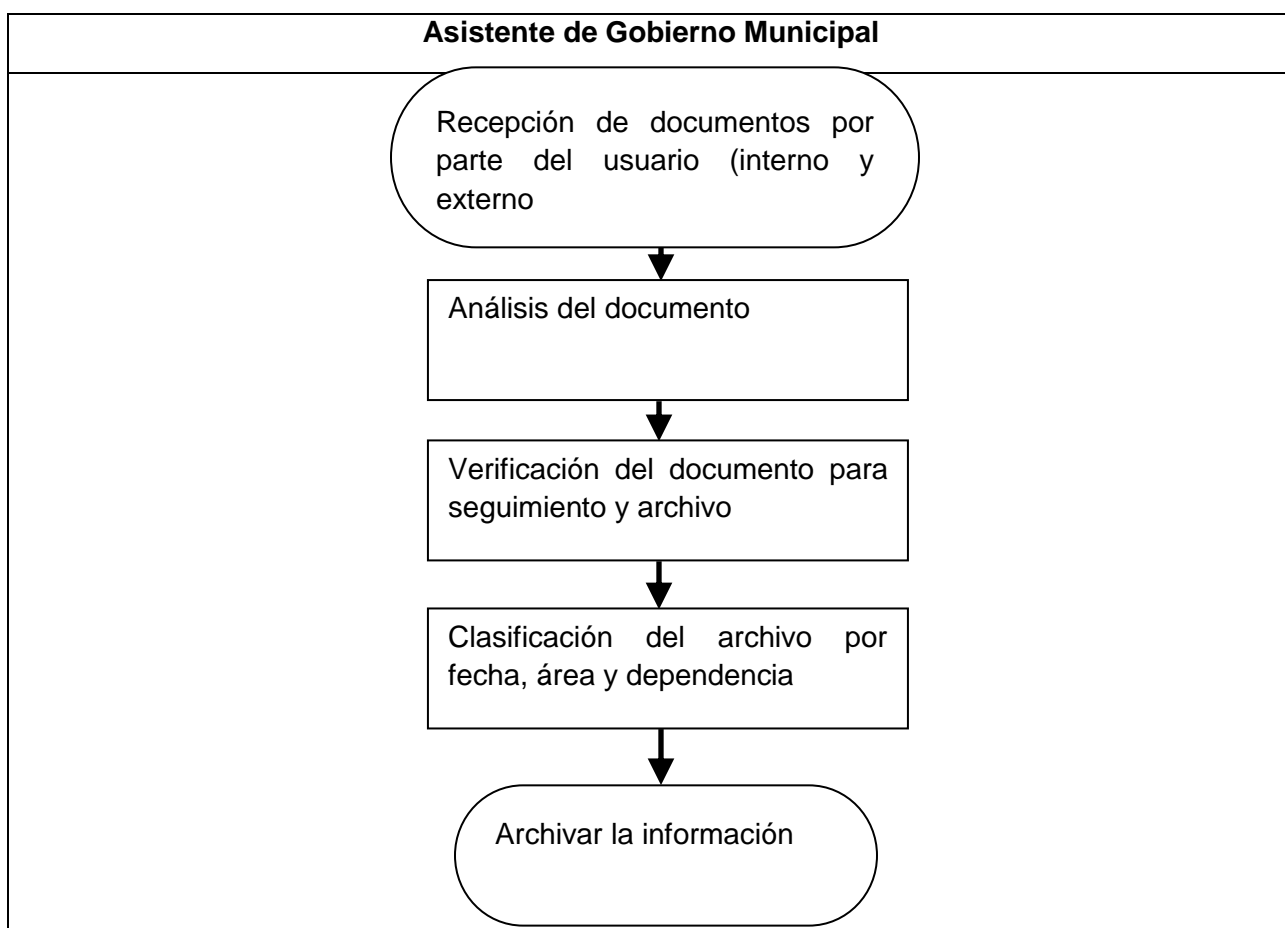 Asistente de Gobierno Municipal
Recepción de documentos por
parte del usuario (interno y
externo
Análisis del documento
Verificación del documento para
seguimiento y archivo
Clasificación del archivo por
fecha, área y dependencia
Archivar la información